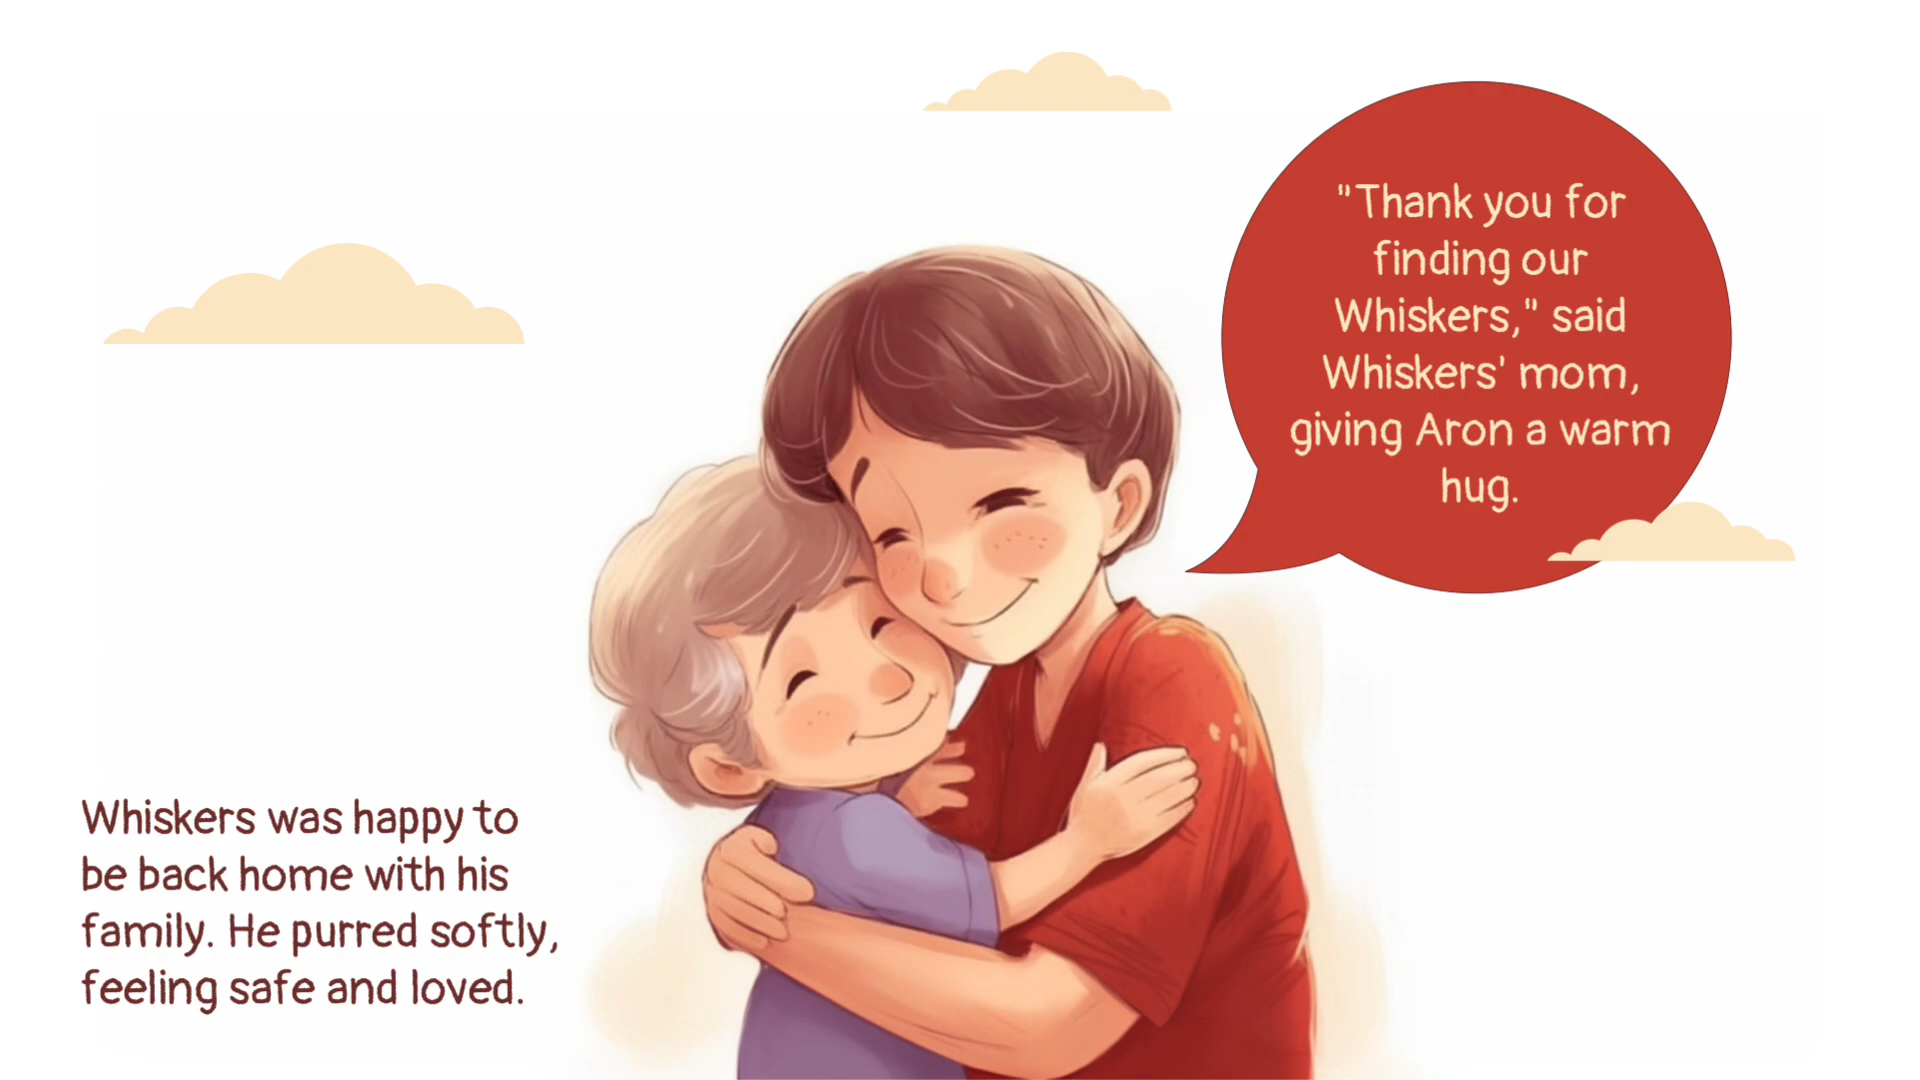 "Thank you for
finding our
Whiskers," said
Whiskers' mom,
giving Aron a warm
hug.
Whiskers was happy to
be back home with his
family. He purred softly,
feeling safe and loved.